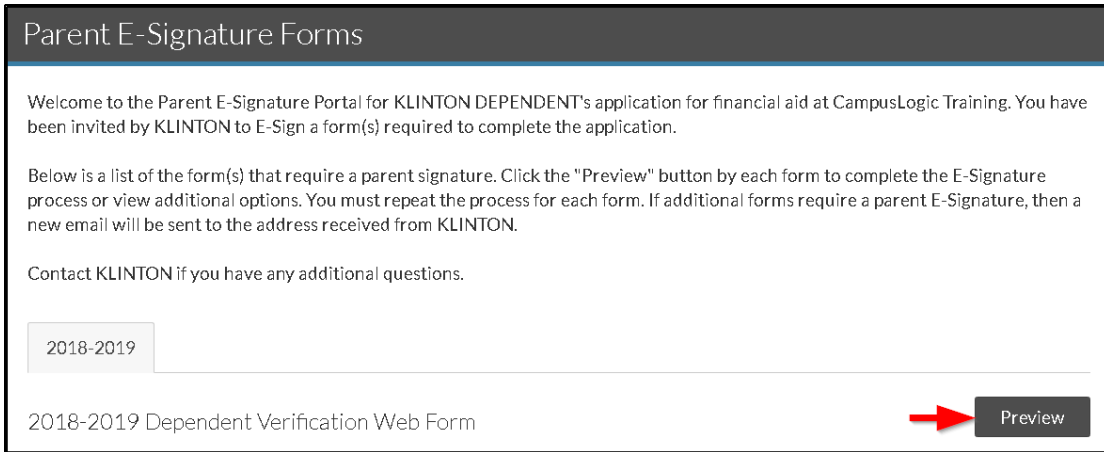 Parent E-Signature Forms
Welcome to the Parent E-Signature Portal for KLINTON DEPENDENT's application for financial aid at CampusLogic Training. You have
been invited by KLINTON to E-Sign a form(s) required to complete the application.
Below is a list of the form(s) that require a parent signature. Click the "Preview" button by each form to complete the E-Signature
process or view additional options. You must repeat the process for each form. If additional forms require a parent E-Signature, then a
new email will be sent to the address received from KLINTON.
Contact KLINTON if you have any additional questions.
2018-2019
2018-2019 Dependent Verification Web Form
Preview